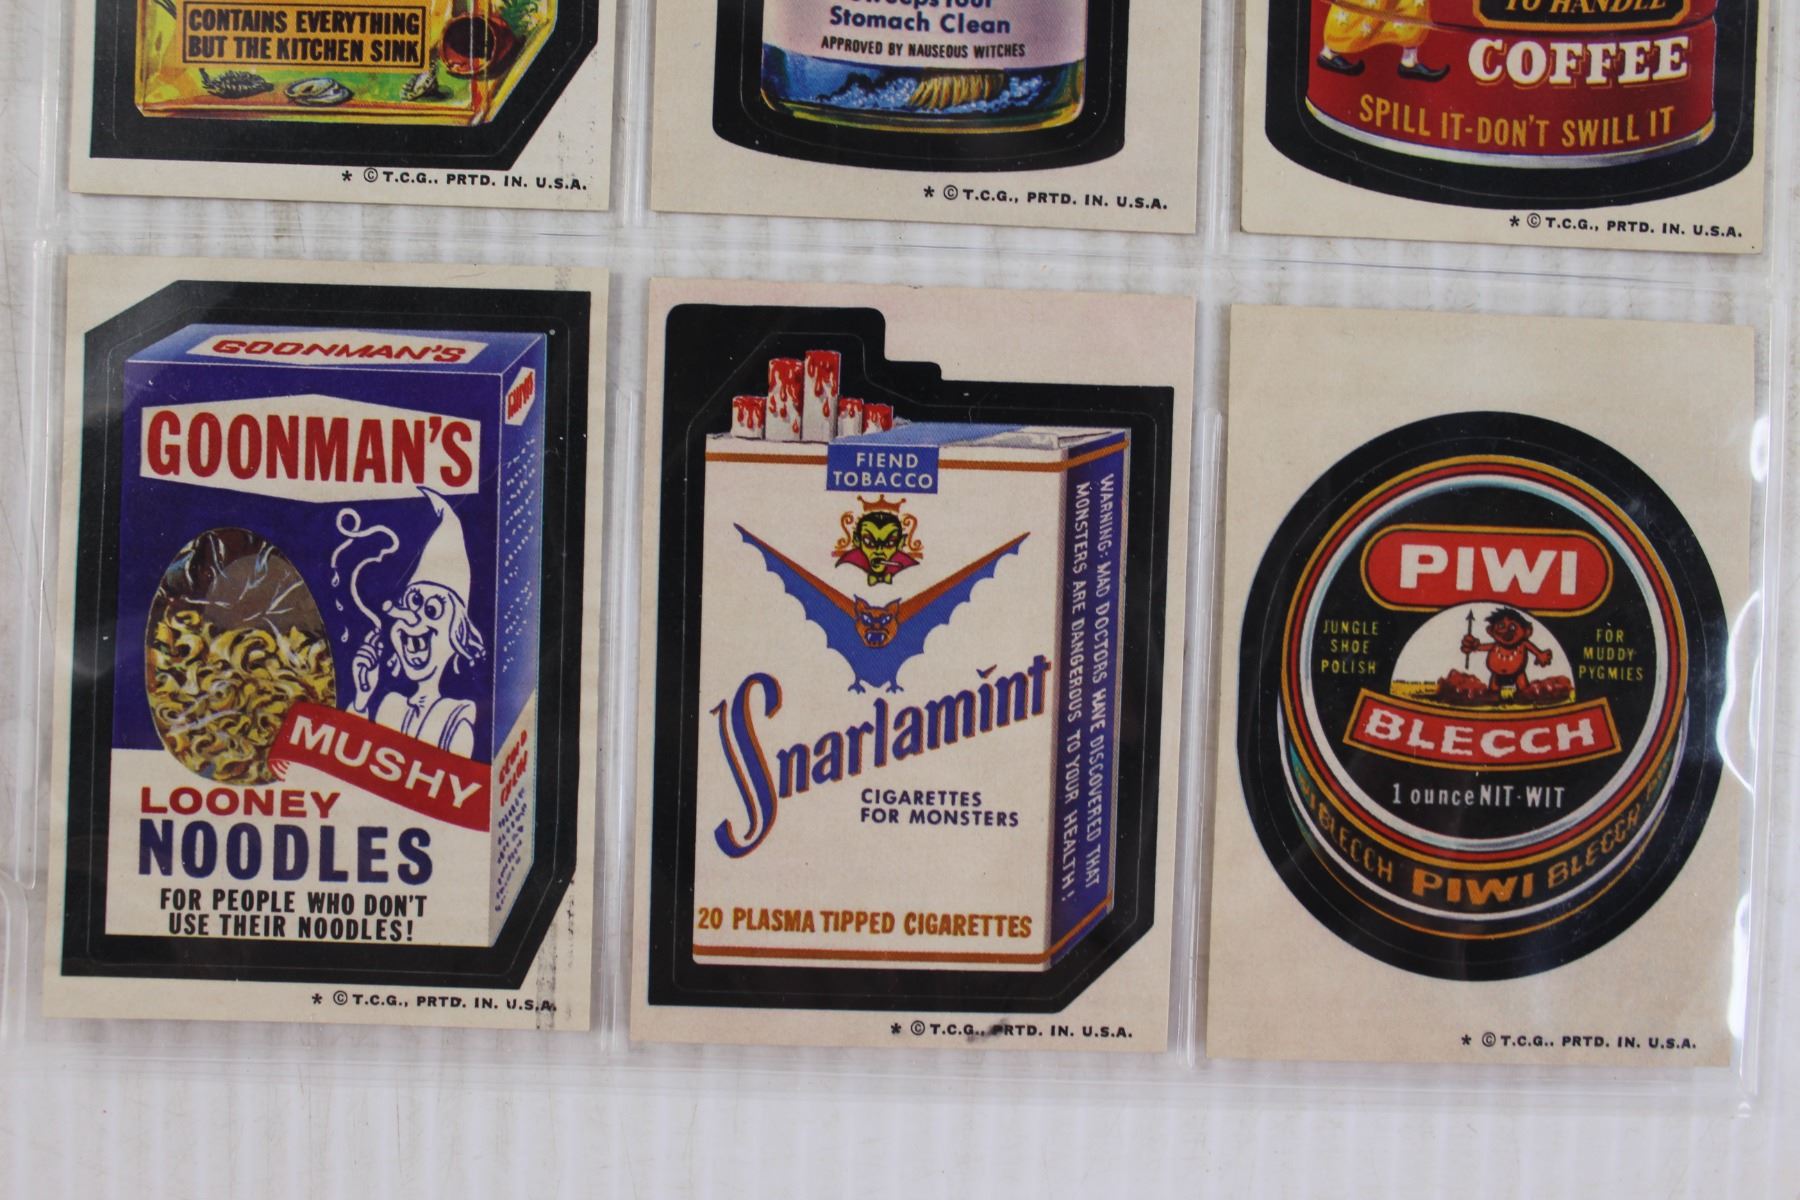 CONTAINS EVERYTHING
BUT THE KITCHEN SINK
* © T.C.G., PRTD. IN. U.S.A.
Stomach Clean
APPROVED BY NAUSEOUS WITCHES
* © T.C.G., PRTD. IN. U.S.A.
TO HANDLE
COFFEE
SPILL IT-DON'T SWILL IT
* © T.C.G., PRTD. IN. U.S.A.
GOONMAN'S
GOONMAN'S
MUSHY
LOONEY
NOODLES
FOR PEOPLE WHO DON'T
USE THEIR NOODLES!
* © T.C.G., PRTD. IN. U.S.A.
FIEND
TOBACCO
Snarlamint
CIGARETTES
FOR MONSTERS
20 PLASMA TIPPED CIGARETTES
WARNING: MAD DOCTORS HAVE DISCOVERED THAT
MONSTERS ARE DANGEROUS TO YOUR HEALTH!
* © T.C.G., PRTD. IN. U.S.A.
PIWI
JUNGLE
SHOE
POLISH
FOR
MUDDY
PYGMIES
BLECCH
1 ounce NIT-WIT
BLECCH PIWI BLECCH
* © T.C.G., PRTD. IN. U.S.A.